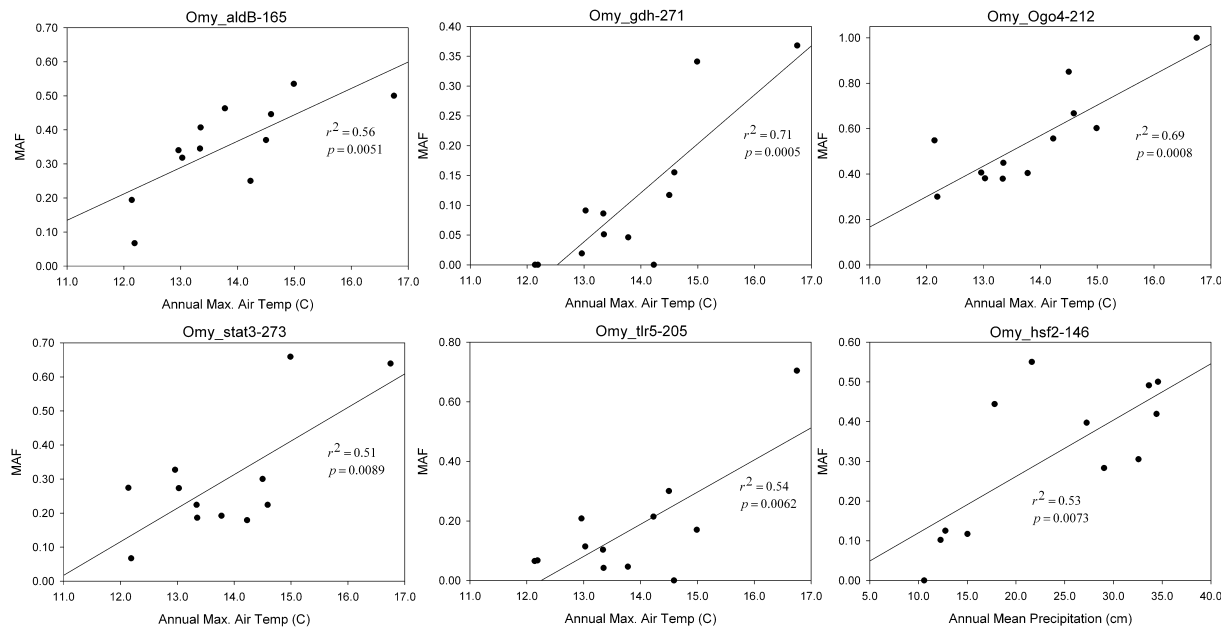 Omy_aldB-165
0.70
0.60
0.50
0.40
0.30
0.20
0.10
0.00
MAF
r² = 0.56
p = 0.0051
11.0 12.0 13.0 14.0 15.0 16.0 17.0
Annual Max. Air Temp (C)
Omy_gdh-271
0.40
0.35
0.30
0.25
0.20
0.15
0.10
0.05
0.00
MAF
r² = 0.71
p = 0.0005
11.0 12.0 13.0 14.0 15.0 16.0 17.0
Annual Max. Air Temp (C)
Omy_Ogo4-212
1.00
0.80
0.60
0.40
0.20
0.00
MAF
r² = 0.69
p = 0.0008
11.0 12.0 13.0 14.0 15.0 16.0 17.0
Annual Max. Air Temp (C)
Omy_stat3-273
0.70
0.60
0.50
0.40
0.30
0.20
0.10
0.00
MAF
r² = 0.51
p = 0.0089
11.0 12.0 13.0 14.0 15.0 16.0 17.0
Annual Max. Air Temp (C)
Omy_tlr5-205
0.80
0.60
0.40
0.20
0.00
MAF
r² = 0.54
p = 0.0062
11.0 12.0 13.0 14.0 15.0 16.0 17.0
Annual Max. Air Temp (C)
Omy_hsf2-146
0.60
0.50
0.40
0.30
0.20
0.10
0.00
MAF
r² = 0.53
p = 0.0073
5.0 10.0 15.0 20.0 25.0 30.0 35.0 40.0
Annual Mean Precipitation (cm)